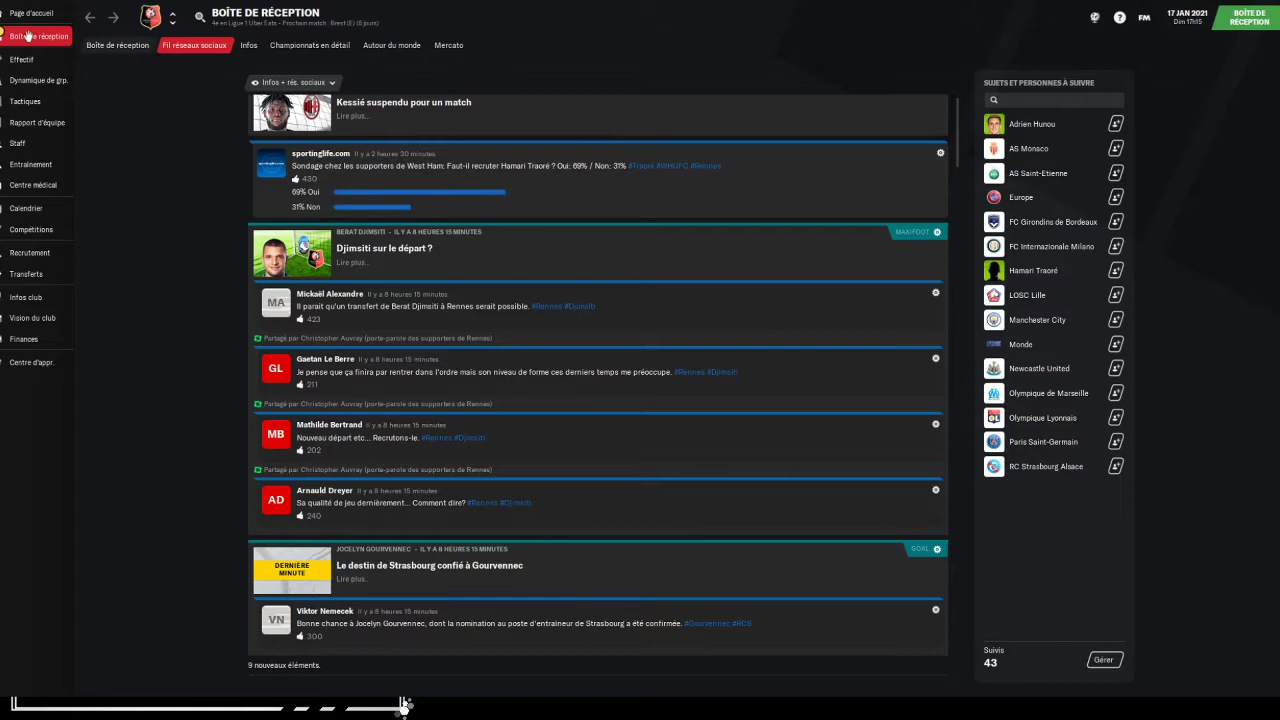 Page d'accueil
Boîte de réception
Effectif
Dynamique de grp.
Tactiques
Rapport d'équipe
Staff
Entraînement
Centre médical
Calendrier
Compétitions
Recrutement
Transferts
Infos club
Vision du club
Finances
Centre d'appr.
BOÎTE DE RÉCEPTION
4e en Ligue 1 Uber Eats - Prochain match : Brest (E) (6 jours)
FM
17 JAN 2021
Dim 17h15
BOÎTE DE
RÉCEPTION
Boîte de réception
Fil réseaux sociaux
Infos
Championnats en détail
Autour du monde
Mercato
Infos + rés. sociaux
Kessié suspendu pour un match
Lire plus...
sportinglife.com Il y a 2 heures 30 minutes
Sondage chez les supporters de West Ham: Faut-il recruter Hamari Traoré ? Oui: 69% / Non: 31% #Traoré #WHUFC #Rennes
430
69% Oui
31% Non
BERAT DJIMSITI - IL Y A 8 HEURES 15 MINUTES
MAXIFOOT
Djimsiti sur le départ ?
Lire plus...
MA
Mickaël Alexandre Il y a 8 heures 15 minutes
Il parait qu'un transfert de Berat Djimsiti à Rennes serait possible. #Rennes #Djimsiti
423
Partagé par Christopher Auvray (porte-parole des supporters de Rennes)
GL
Gaetan Le Berre Il y a 8 heures 15 minutes
Je pense que ça finira par rentrer dans l'ordre mais son niveau de forme ces derniers temps me préoccupe. #Rennes #Djimsiti
211
Partagé par Christopher Auvray (porte-parole des supporters de Rennes)
MB
Mathilde Bertrand Il y a 8 heures 15 minutes
Nouveau départ etc... Recrutons-le. #Rennes #Djimsiti
202
Partagé par Christopher Auvray (porte-parole des supporters de Rennes)
AD
Arnauld Dreyer Il y a 8 heures 15 minutes
Sa qualité de jeu dernièrement... Comment dire? #Rennes #Djimsiti
240
JOCELYN GOURVENNEC - IL Y A 8 HEURES 15 MINUTES
GOAL
DERNIÈRE
MINUTE
Le destin de Strasbourg confié à Gourvennec
Lire plus..
VN
Viktor Nemecek Il y a 8 heures 15 minutes
Bonne chance à Jocelyn Gourvennec, dont la nomination au poste d'entraîneur de Strasbourg a été confirmée. #Gourvennec #RCS
300
9 nouveaux éléments.
SUJETS ET PERSONNES À SUIVRE
Adrien Hunou
AS Monaco
AS Saint-Etienne
Europe
FC Girondins de Bordeaux
FC Internazionale Milano
Hamari Traoré
LOSC Lille
Manchester City
Monde
Newcastle United
Olympique de Marseille
Olympique Lyonnais
Paris Saint-Germain
RC Strasbourg Alsace
Suivis
43
Gérer